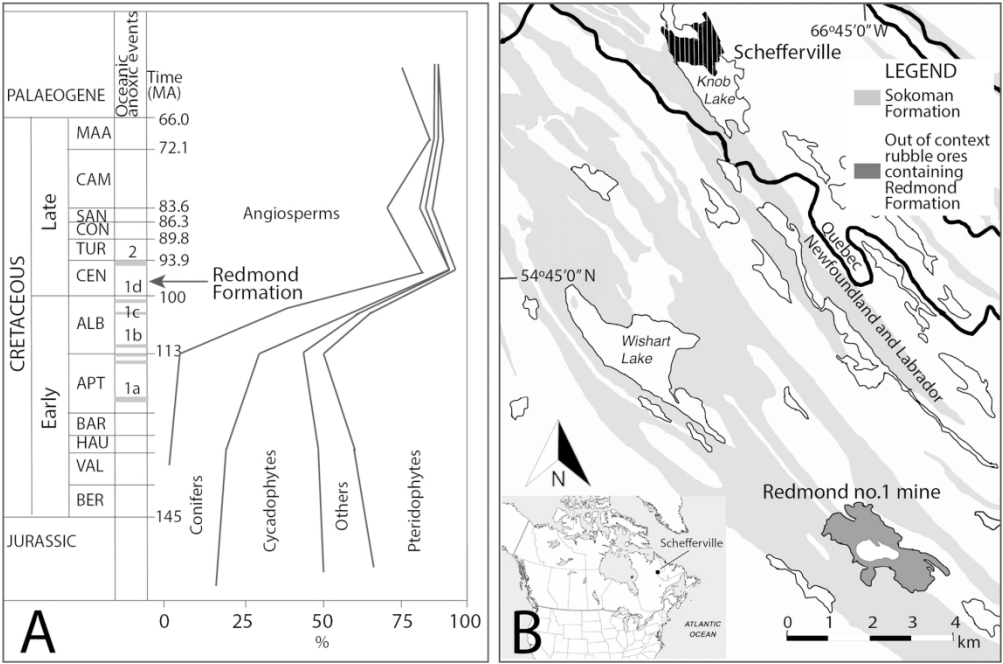 Oceanic
anoxic events
Time
(MA)
PALAEOGENE
66.0
MAA
72.1
CAM
83.6
SAN
86.3
CON
89.8
TUR
2
93.9
CEN
1d
100
Late
Angiosperms
Redmond
Formation
CRETACEOUS
1c
ALB
1b
113
APT
1a
Early
BAR
HAU
VAL
BER
145
JURASSIC
Conifers
Cycadophytes
Others
Pteridophytes
0
25
50
75
100
%
A
66º45'0" W
Schefferville
Knob
Lake
LEGEND
Sokoman
Formation
Out of context
rubble ores
containing
Redmond
Formation
Quebec
Newfoundland and Labrador
54º45'0" N
Wishart
Lake
N
Redmond no.1 mine
Schefferville
ATLANTIC
OCEAN
0 1 2 3 4
km
B